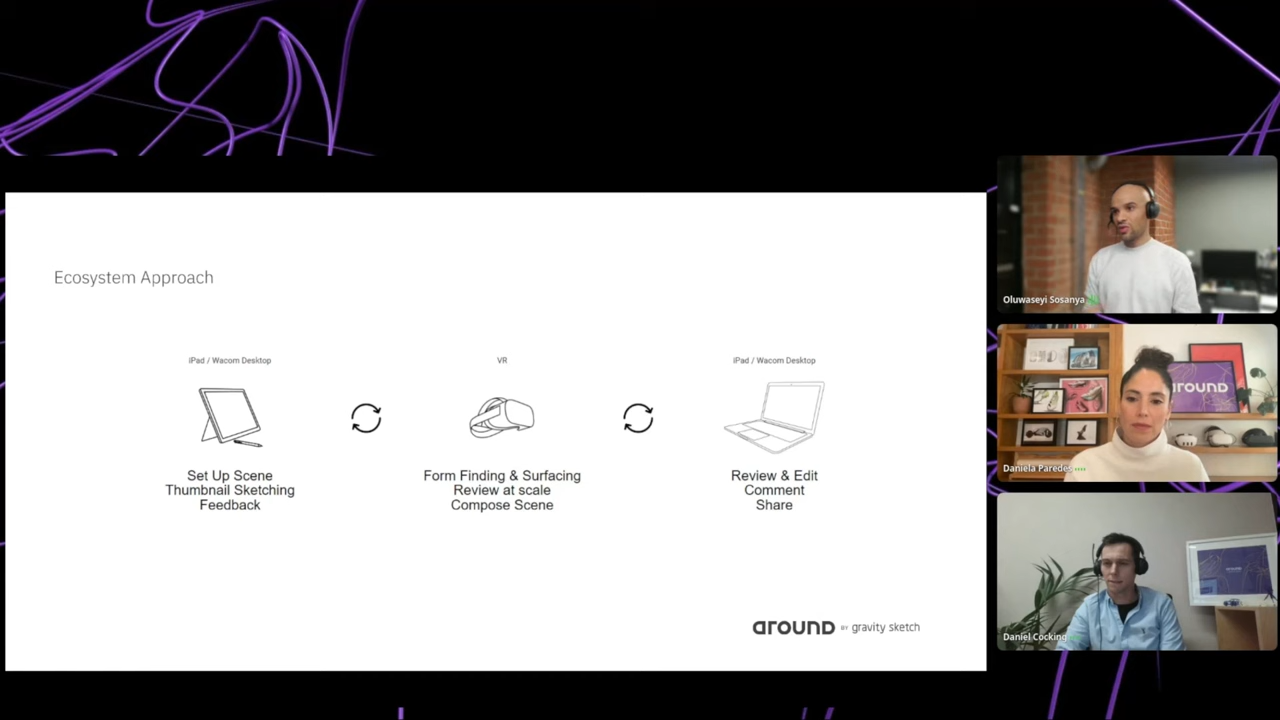 Ecosystem Approach
iPad / Wacom Desktop
VR
iPad / Wacom Desktop
Set Up Scene
Thumbnail Sketching
Feedback
Form Finding & Surfacing
Review at scale
Compose Scene
Review & Edit
Comment
Share
around BY gravity sketch
Oluwaseyi Sosanya
around
Daniela Paredes
Daniel Cocking